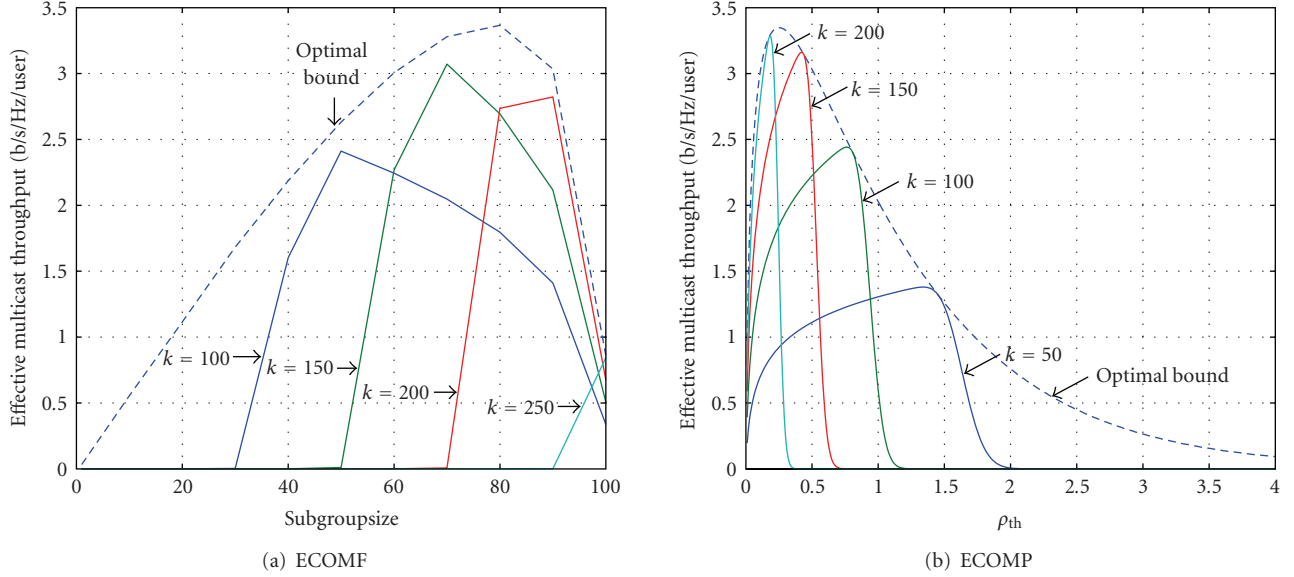 Effective multicast throughput (b/s/Hz/user)
3.5
3
2.5
2
1.5
1
0.5
0
Optimal
bound
k = 100
k = 150
k = 200
k = 250
0
20
40
60
80
100
Subgroupsize
(a) ECOMF
Effective multicast throughput (b/s/Hz/user)
3.5
3
2.5
2
1.5
1
0.5
0
k = 200
k = 150
k = 100
k = 50
Optimal bound
0
0.5
1
1.5
2
2.5
3
3.5
4
ρth
(b) ECOMP